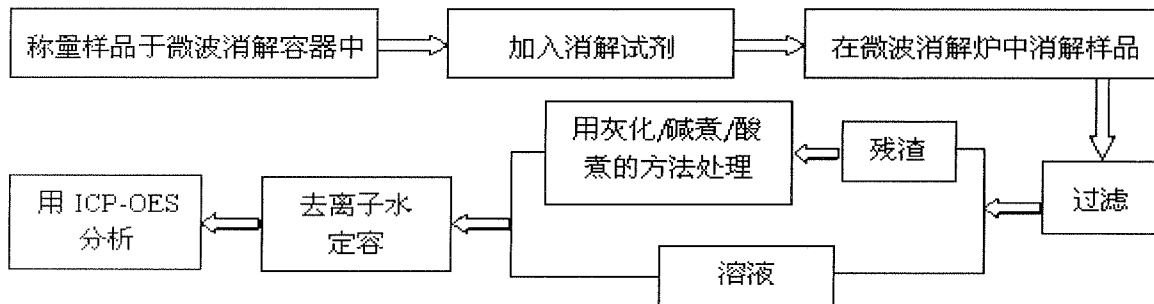 称量样品于微波消解容器中
加入消解试剂
在微波消解炉中消解样品
过滤
残渣
用灰化/碱煮/酸
煮的方法处理
溶液
去离子水
定容
用 ICP-OES
分析